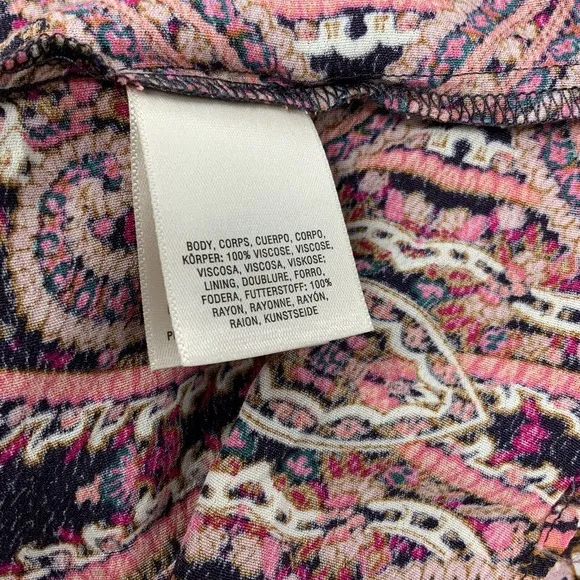 BODY, CORPS, CUERPO, CORPO,
KÖRPER: 100% VISCOSE, VISCOSE,
VISCOSA, VISCOSA, VISKOSE;
LINING, DOUBLURE, FORRO,
FODERA, FUTTERSTOFF: 100%
RAYON, RAYONNE, RAYÓN,
RAION, KUNSTSEIDE
P